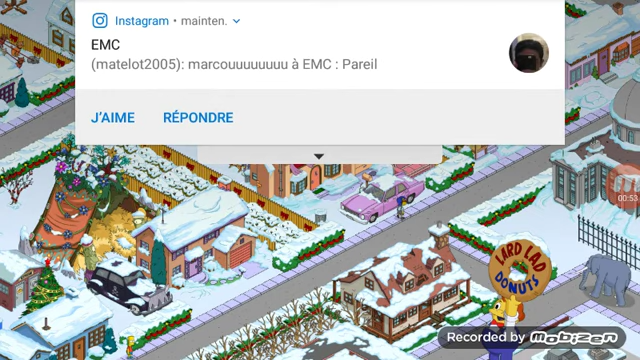 Instagram • mainten.
EMC
(matelot2005): marcouuuuuuuu à EMC : Pareil
J'AIME RÉPONDRE
00:53
LARD LAD
DONUTS
Recorded by Mobizen